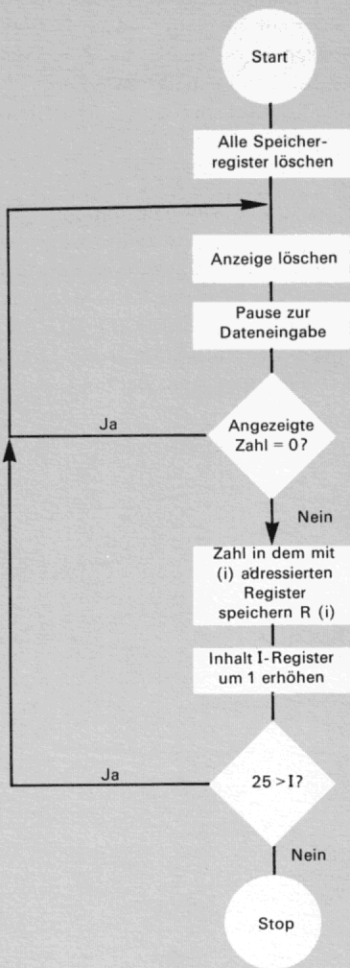 Start
Alle Speicher-
register löschen
Anzeige löschen
Pause zur
Dateneingabe
Angezeigte
Zahl = 0?
Ja
Nein
Zahl in dem mit
(i) adressierten
Register
speichern R (i)
Inhalt I-Register
um 1 erhöhen
25 > I?
Ja
Nein
Stop